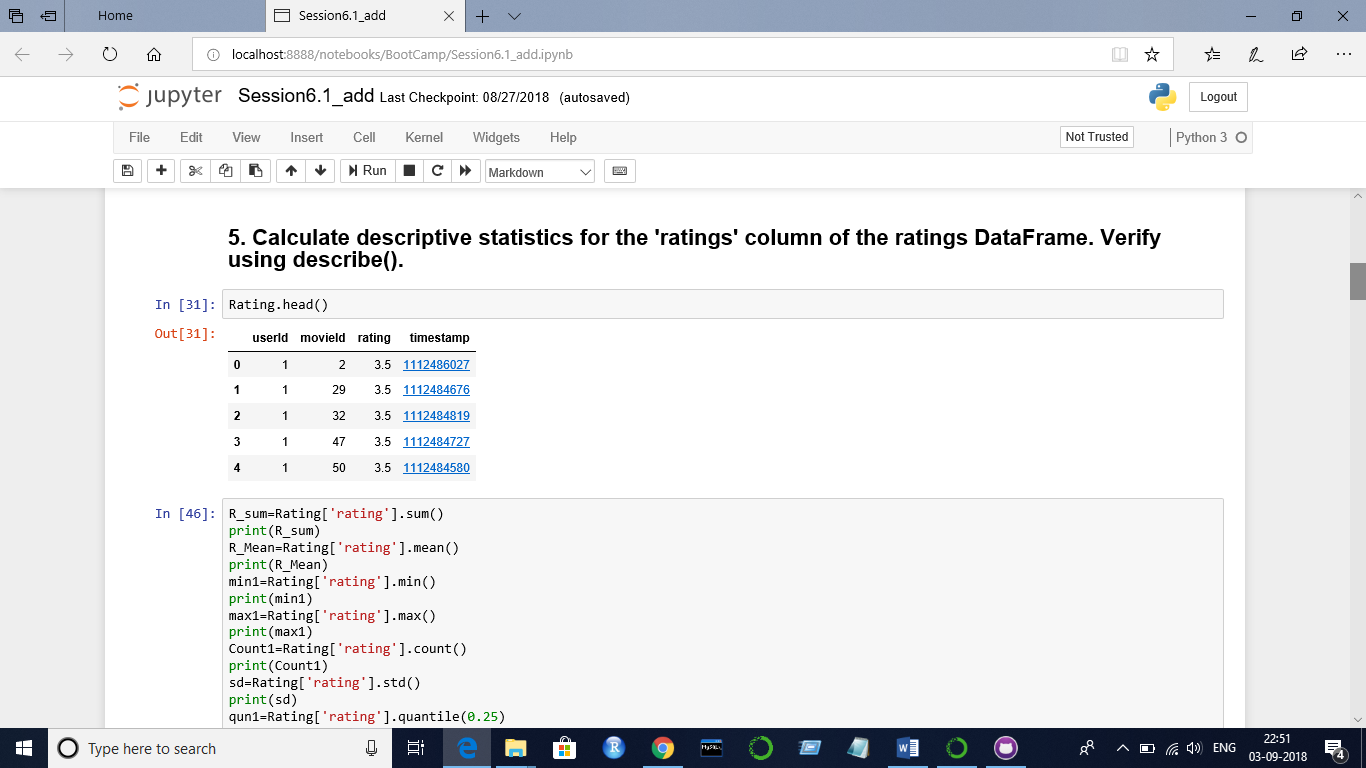 Home
Session6.1_add
localhost:8888/notebooks/BootCamp/Session6.1_add.ipynb
jupyter Session6.1_add Last Checkpoint: 08/27/2018 (autosaved)
Logout
File Edit View Insert Cell Kernel Widgets Help
Not Trusted
Python 3
Run
Markdown
5. Calculate descriptive statistics for the 'ratings' column of the ratings DataFrame. Verify
using describe().
In [31]: Rating.head()
Out[31]:
userId movieId rating timestamp
0 1 2 3.5 1112486027
1 1 29 3.5 1112484676
2 1 32 3.5 1112484819
3 1 47 3.5 1112484727
4 1 50 3.5 1112484580
In [46]: R_sum=Rating['rating'].sum()
print(R_sum)
R_Mean=Rating['rating'].mean()
print(R_Mean)
min1=Rating['rating'].min()
print(min1)
max1=Rating['rating'].max()
print(max1)
Count1=Rating['rating'].count()
print(Count1)
sd=Rating['rating'].std()
print(sd)
qun1=Rating['rating'].quantile(0.25)
Type here to search
R
MySQL
W
ENG
22:51
03-09-2018
4